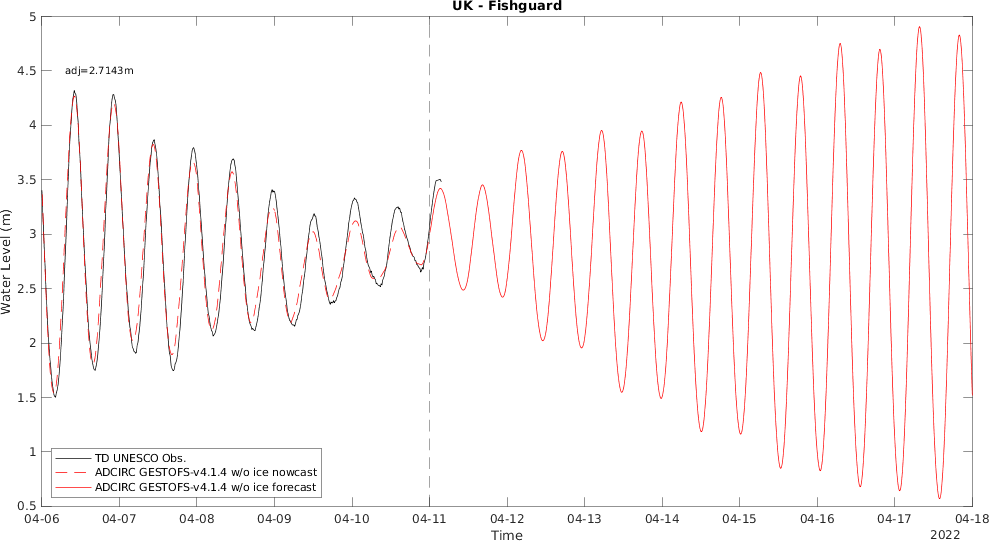 UK - Fishguard
5
4.5
4
3.5
3
2.5
2
1.5
1
0.5
Water Level (m)
adj=2.7143m
TD UNESCO Obs.
ADCIRC GESTOFS-v4.1.4 w/o ice nowcast
ADCIRC GESTOFS-v4.1.4 w/o ice forecast
04-06 04-07 04-08 04-09 04-10 04-11 04-12 04-13 04-14 04-15 04-16 04-17 04-18
Time
2022